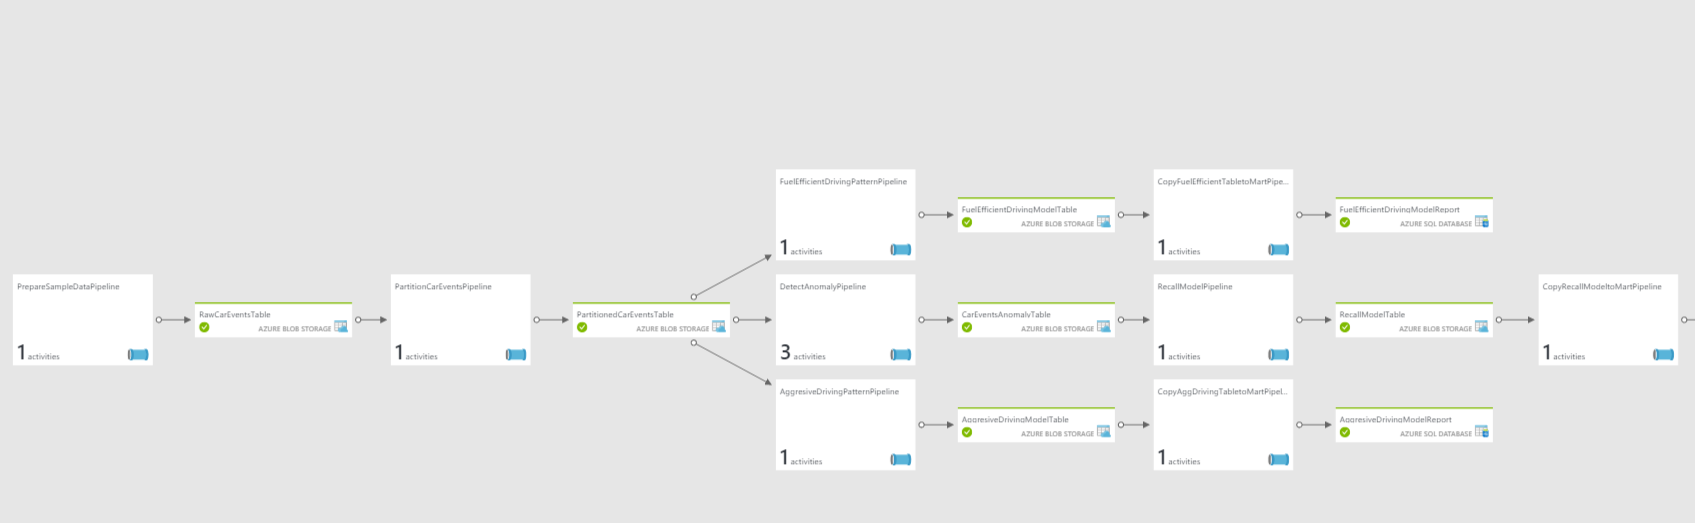 PrepareSampleDataPipeline
1 activities
RawCarEventsTable
AZURE BLOB STORAGE
PartitionCarEventsPipeline
1 activities
PartitionedCarEventsTable
AZURE BLOB STORAGE
FuelEfficientDrivingPatternPipeline
1 activities
FuelEfficientDrivingModelTable
AZURE BLOB STORAGE
CopyFuelEfficientTabletoMartPipe...
1 activities
FuelEfficientDrivingModelReport
AZURE SQL DATABASE
DetectAnomalyPipeline
3 activities
CarEventsAnomalyTable
AZURE BLOB STORAGE
RecallModelPipeline
1 activities
RecallModelTable
AZURE BLOB STORAGE
CopyRecallModeltoMartPipeline
1 activities
AggresiveDrivingPatternPipeline
1 activities
AggresiveDrivingModelTable
AZURE BLOB STORAGE
CopyAggDrivingTabletoMartPipel...
1 activities
AggresiveDrivingModelReport
AZURE SQL DATABASE